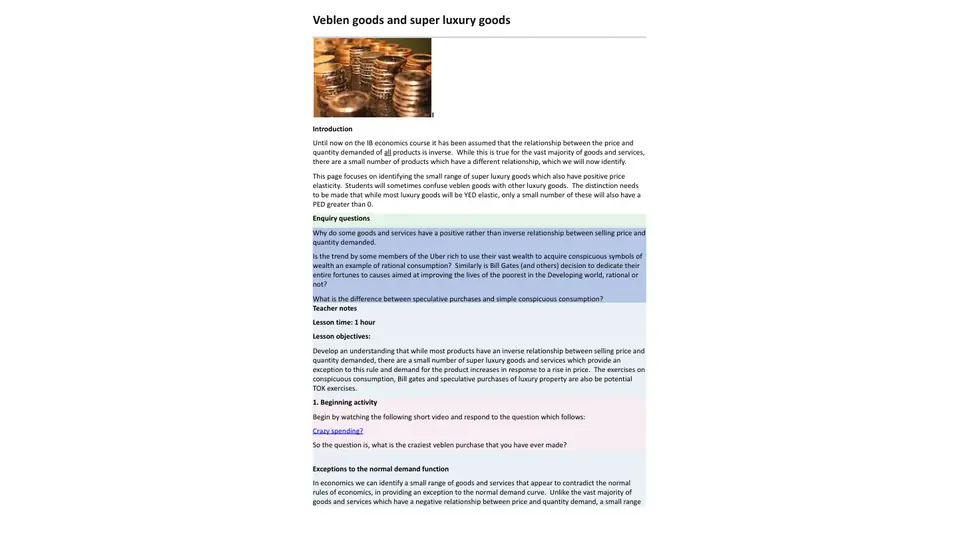 Veblen goods and super luxury goods
Introduction
Until now on the IB economics course it has been assumed that the relationship between the price and
quantity demanded of all products is inverse.  While this is true for the vast majority of goods and services,
there are a small number of products which have a different relationship, which we will now identify.
This page focuses on identifying the small range of super luxury goods which also have positive price
elasticity.  Students will sometimes confuse veblen goods with other luxury goods.  The distinction needs
to be made that while most luxury goods will be YED elastic, only a small number of these will also have a
PED greater than 0.
Enquiry questions
Why do some goods and services have a positive rather than inverse relationship between selling price and
quantity demanded.
Is the trend by some members of the Uber rich to use their vast wealth to acquire conspicuous symbols of
wealth an example of rational consumption?  Similarly is Bill Gates (and others) decision to dedicate their
entire fortunes to causes aimed at improving the lives of the poorest in the Developing world, rational or
not?
What is the difference between speculative purchases and simple conspicuous consumption?
Teacher notes
Lesson time: 1 hour
Lesson objectives:
Develop an understanding that while most products have an inverse relationship between selling price and
quantity demanded, there are a small number of super luxury goods and services which provide an
exception to this rule and demand for the product increases in response to a rise in price.  The exercises on
conspicuous consumption, Bill gates and speculative purchases of luxury property are also be potential
TOK exercises.
1. Beginning activity
Begin by watching the following short video and respond to the question which follows:
Crazy spending?
So the question is, what is the craziest veblen purchase that you have ever made?
Exceptions to the normal demand function
In economics we can identify a small range of goods and services that appear to contradict the normal
rules of economics, in providing an exception to the normal demand curve.  Unlike the vast majority of
goods and services which have a negative relationship between price and quantity demand, a small range